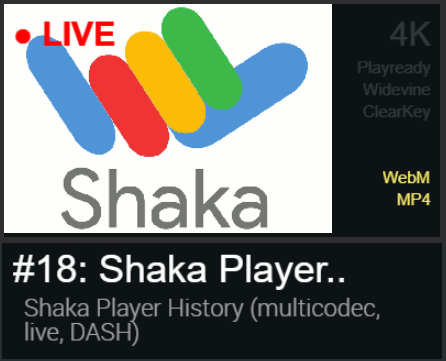 LIVE
Shaka
4K
Playready
Widevine
ClearKey
WebM
MP4
#18: Shaka Player..
Shaka Player History (multicodec,
live, DASH)